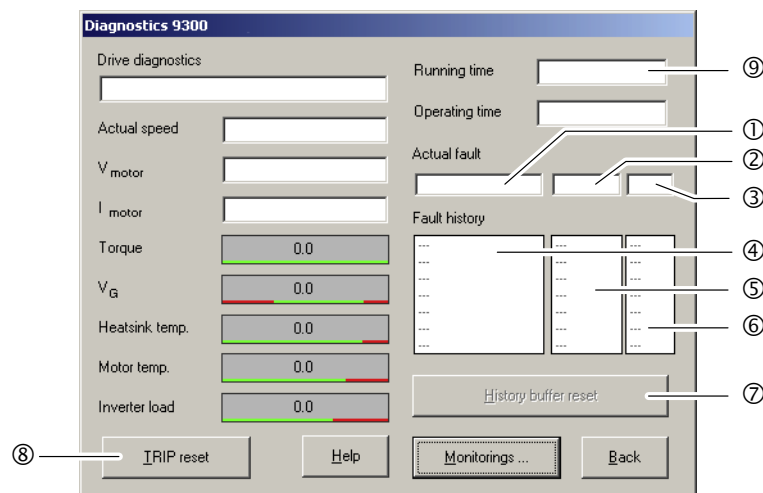 Diagnostics 9300
Drive diagnostics
Actual speed
V motor
I motor
Torque 0.0
VG 0.0
Heatsink temp. 0.0
Motor temp. 0.0
Inverter load 0.0
Running time
Operating time
Actual fault
Fault history
--- --- ---
--- --- ---
--- --- ---
--- --- ---
--- --- ---
--- --- ---
--- --- ---
History buffer reset
TRIP reset
Help
Monitorings ...
Back
⑨
①
②
③
④
⑤
⑥
⑦
⑧